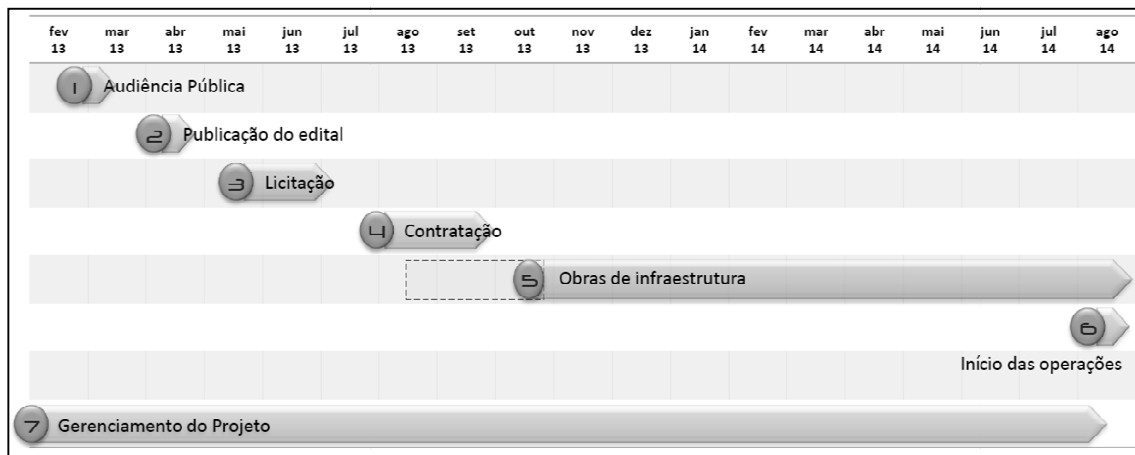 fev mar abr mai jun jul ago set out nov dez jan fev mar abr mai jun jul ago
13 13 13 13 13 13 13 13 13 13 13 14 14 14 14 14 14 14 14
1 Audiência Pública
2 Publicação do edital
3 Licitação
4 Contratação
5 Obras de infraestrutura
6
Início das operações
7 Gerenciamento do Projeto